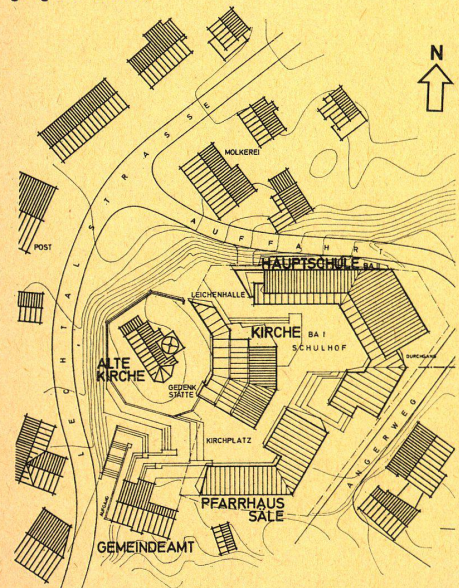 N
LECHTALSTRASSE
MOLKEREI
POST
AUFFAHRT
HAUPTSCHULE BA II
LEICHENHALLE
KIRCHE BA I
SCHULHOF
ALTE
KIRCHE
GEDENK
STÄTTE
DURCHGANG
KIRCHPLATZ
ANGERWEG
AUFGANG
PFARRHAUS
SÄLE
GEMEINDEAMT